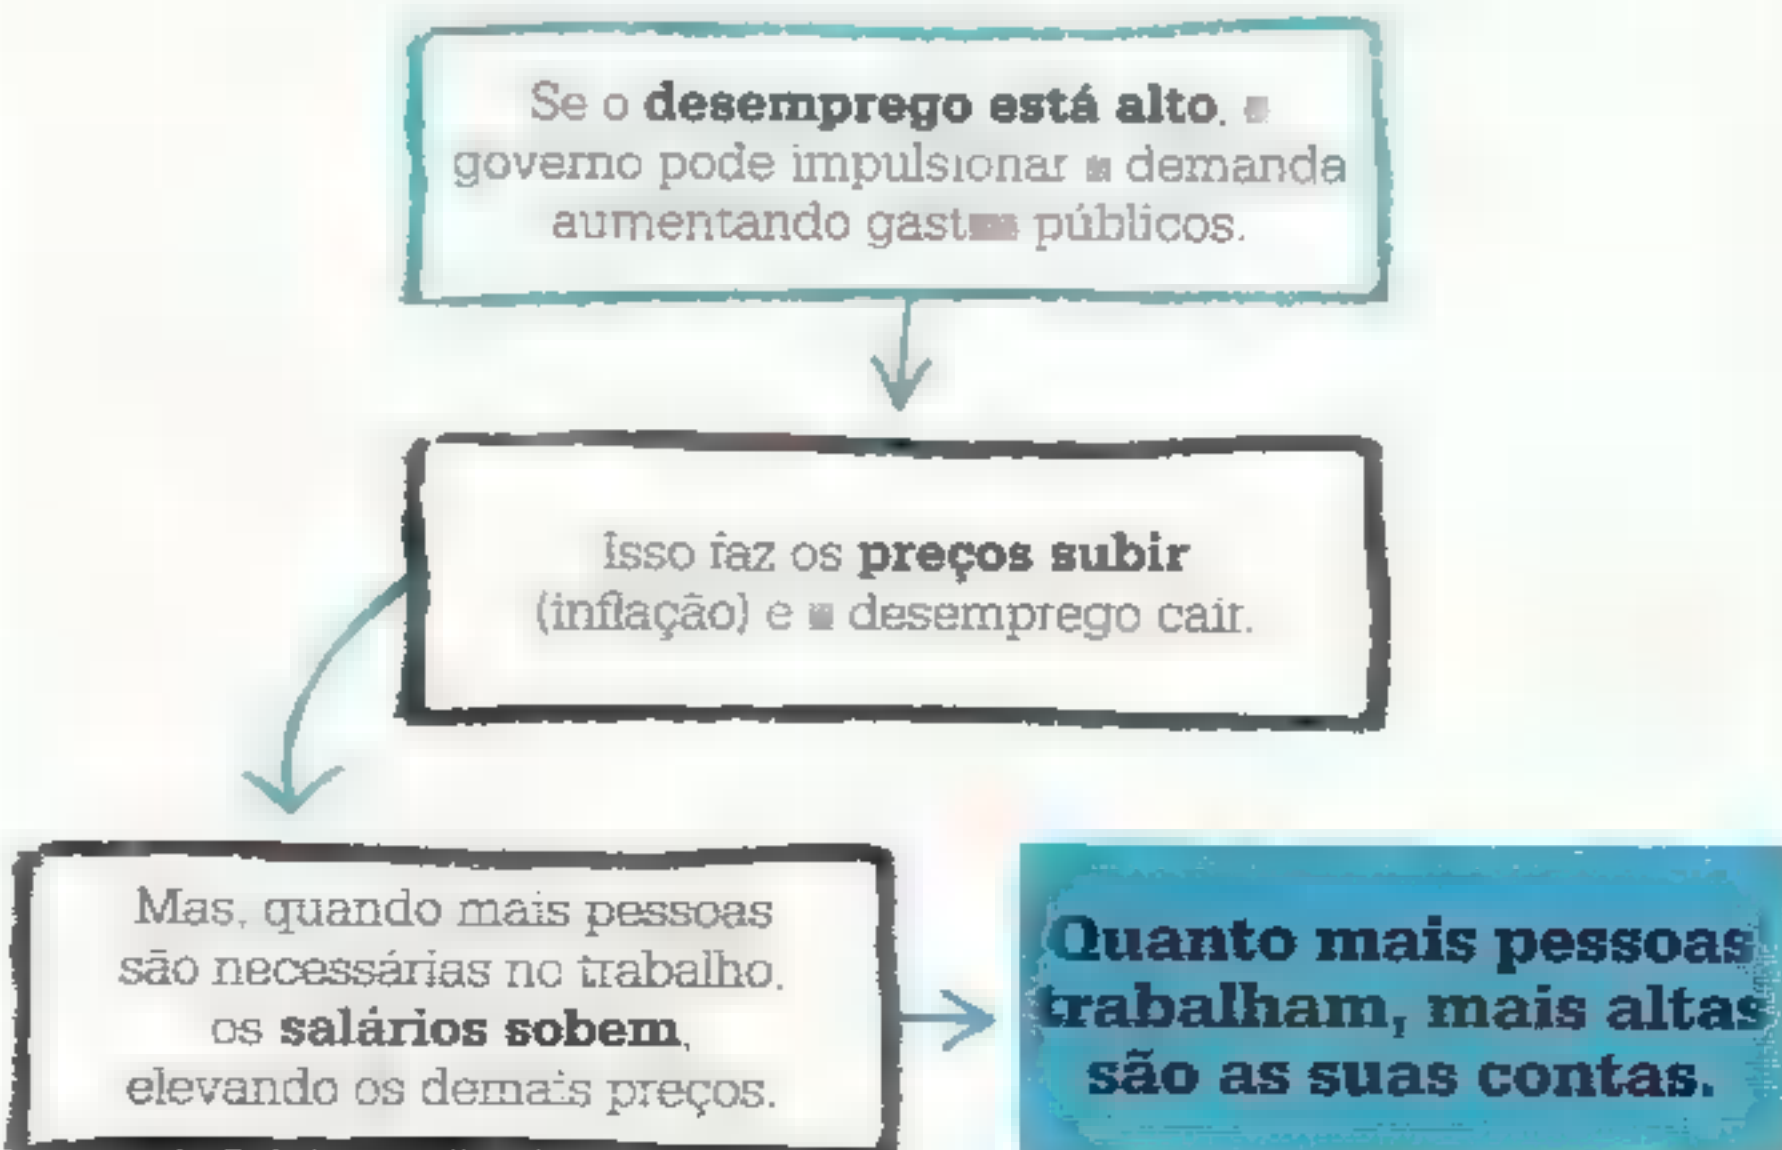 Se o desemprego está alto,
governo pode impulsionar demanda
aumentando gastos públicos.
Isso faz os preços subir
(inflação) e desemprego cair.
Mas, quando mais pessoas
são necessárias no trabalho,
os salários sobem,
elevando os demais preços.
Quanto mais pessoas
trabalham, mais altas
são as suas contas.